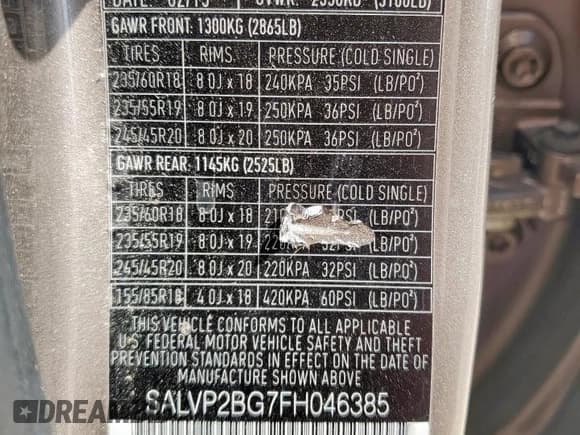 GAWR FRONT: 1300KG (2865LB)
TIRES RIMS PRESSURE (COLD SINGLE)
235/60R18 8.0J x 18 240KPA 35PSI (LB/PO²)
235/55R19 8.0J x 19 250KPA 36PSI (LB/PO²)
245/45R20 8.0J x 20 250KPA 36PSI (LB/PO²)
GAWR REAR: 1145KG (2525LB)
TIRES RIMS PRESSURE (COLD SINGLE)
235/60R18 8.0J x 18 (LB/PO²)
235/55R19 8.0J x 19 (LB/PO²)
245/45R20 8.0J x 20 220KPA 32PSI (LB/PO²)
155/85R18 4.0J x 18 420KPA 60PSI (LB/PO²)
THIS VEHICLE CONFORMS TO ALL APPLICABLE
U.S. FEDERAL MOTOR VEHICLE SAFETY AND THEFT
PREVENTION STANDARDS IN EFFECT ON THE DATE OF
MANUFACTURE SHOWN ABOVE
SALVP2BG7FH046385